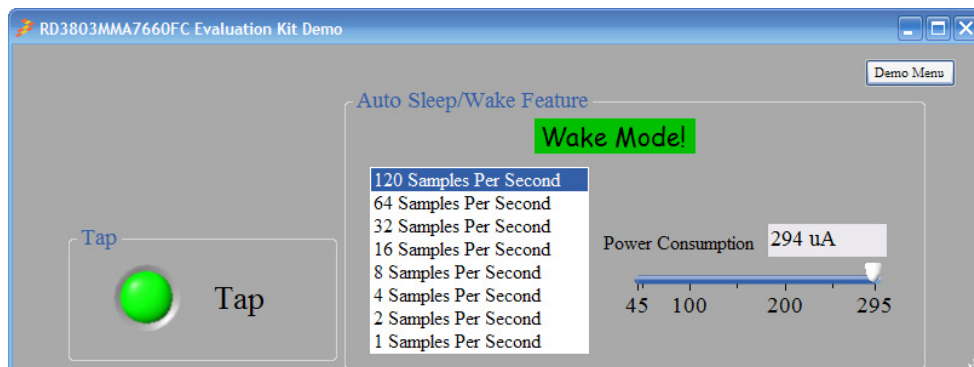 RD3803MMA7660FC Evaluation Kit Demo
Demo Menu
Auto Sleep/Wake Feature
Wake Mode!
120 Samples Per Second
64 Samples Per Second
32 Samples Per Second
16 Samples Per Second
8 Samples Per Second
4 Samples Per Second
2 Samples Per Second
1 Samples Per Second
Tap
Tap
Power Consumption 294 uA
45 100 200 295